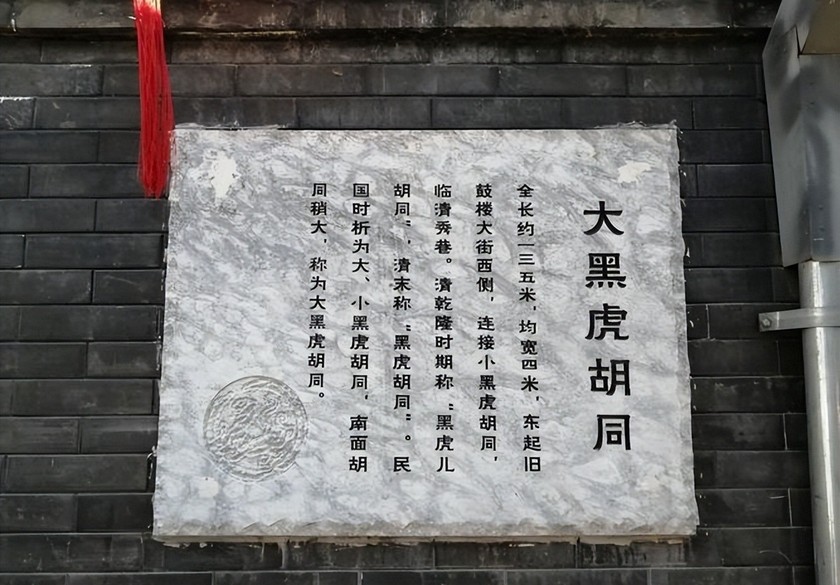 大黑虎胡同
全长约一三五米，均宽四米，东起旧
鼓楼大街西侧，连接小黑虎胡同，
临清秀巷。清乾隆时期称“黑虎儿
胡同”，清末称“黑虎胡同”。民
国时析为大、小黑虎胡同，南面胡
同稍大，称为大黑虎胡同。